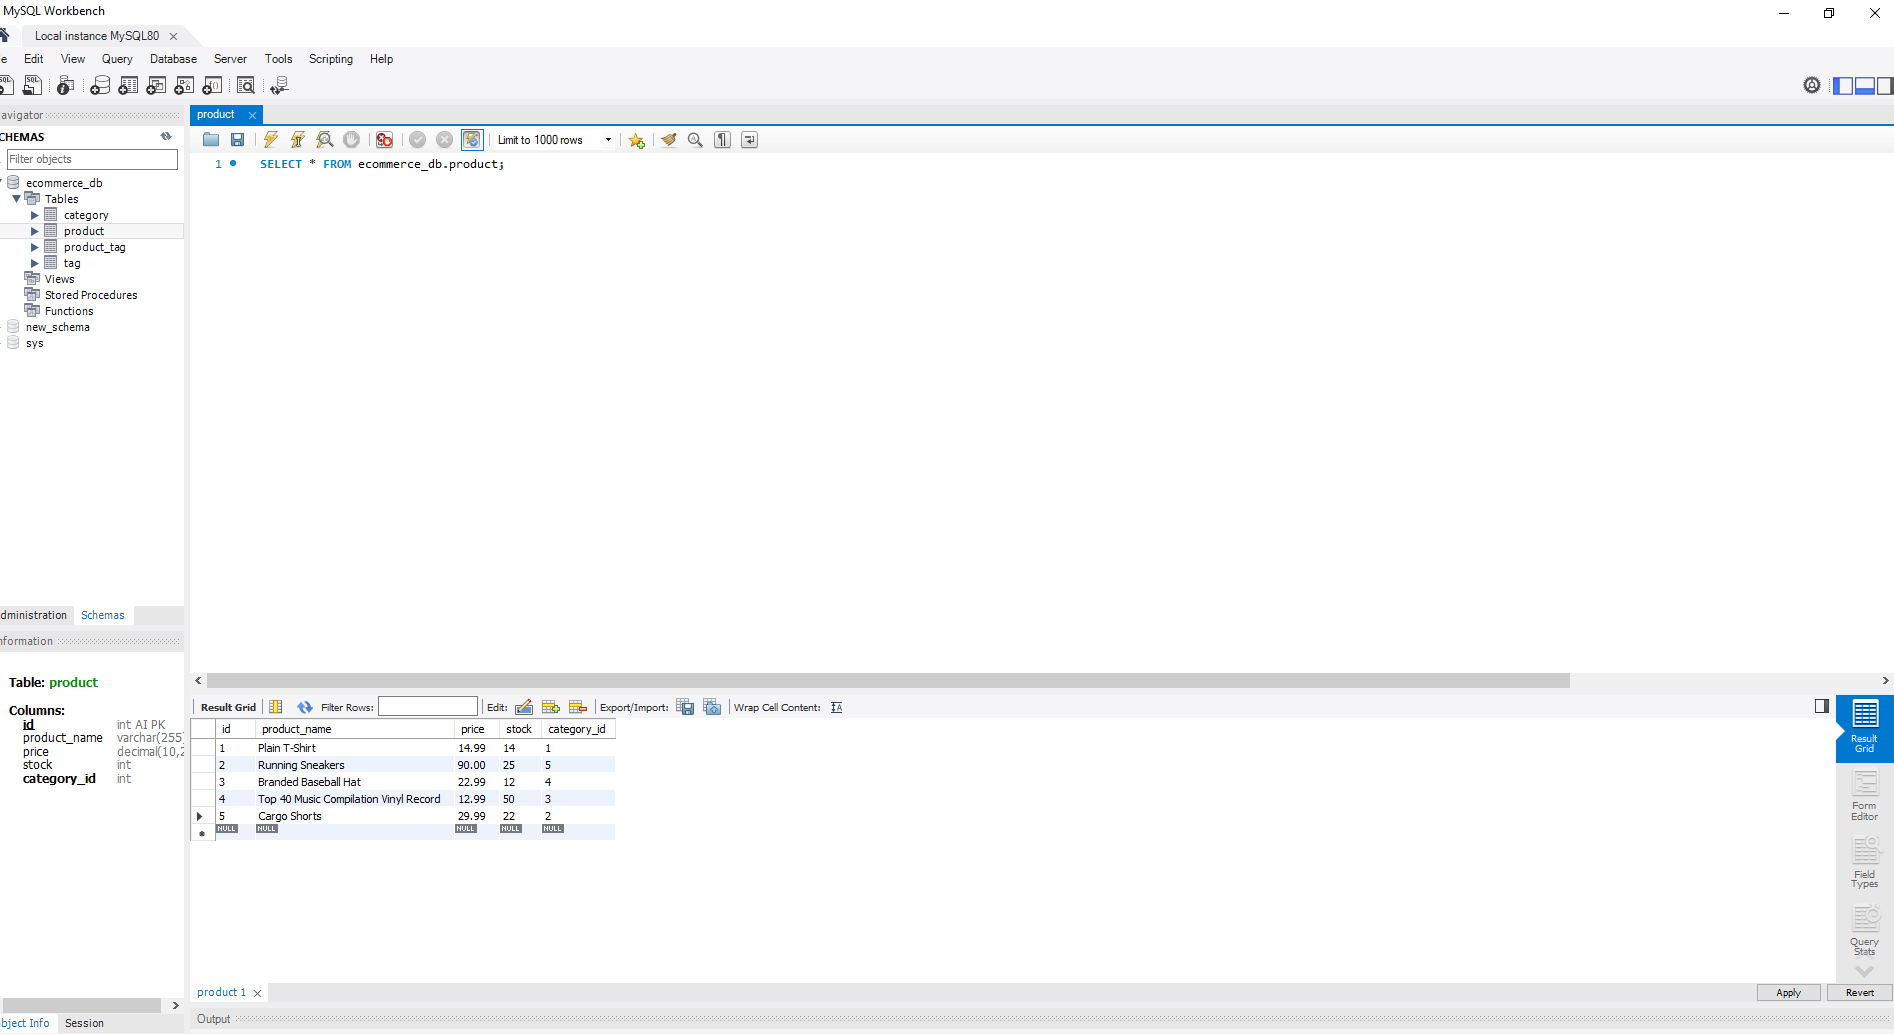 MySQL Workbench
Local instance MySQL80
e Edit View Query Database Server Tools Scripting Help
avigator
CHEMAS
Filter objects
ecommerce_db
Tables
category
product
product_tag
tag
Views
Stored Procedures
Functions
new_schema
sys
dministration Schemas
nformation
Table: product
Columns:
id int AI PK
product_name varchar(255)
price decimal(10,2
stock int
category_id int
bject Info Session
product
Limit to 1000 rows
1 SELECT * FROM ecommerce_db.product;
Result Grid Filter Rows: Edit: Export/Import: Wrap Cell Content:
id product_name price stock category_id
1 Plain T-Shirt 14.99 14 1
2 Running Sneakers 90.00 25 5
3 Branded Baseball Hat 22.99 12 4
4 Top 40 Music Compilation Vinyl Record 12.99 50 3
5 Cargo Shorts 29.99 22 2
NULL NULL NULL NULL NULL
Result
Grid
Form
Editor
Field
Types
Query
Stats
product 1
Apply Revert
Output